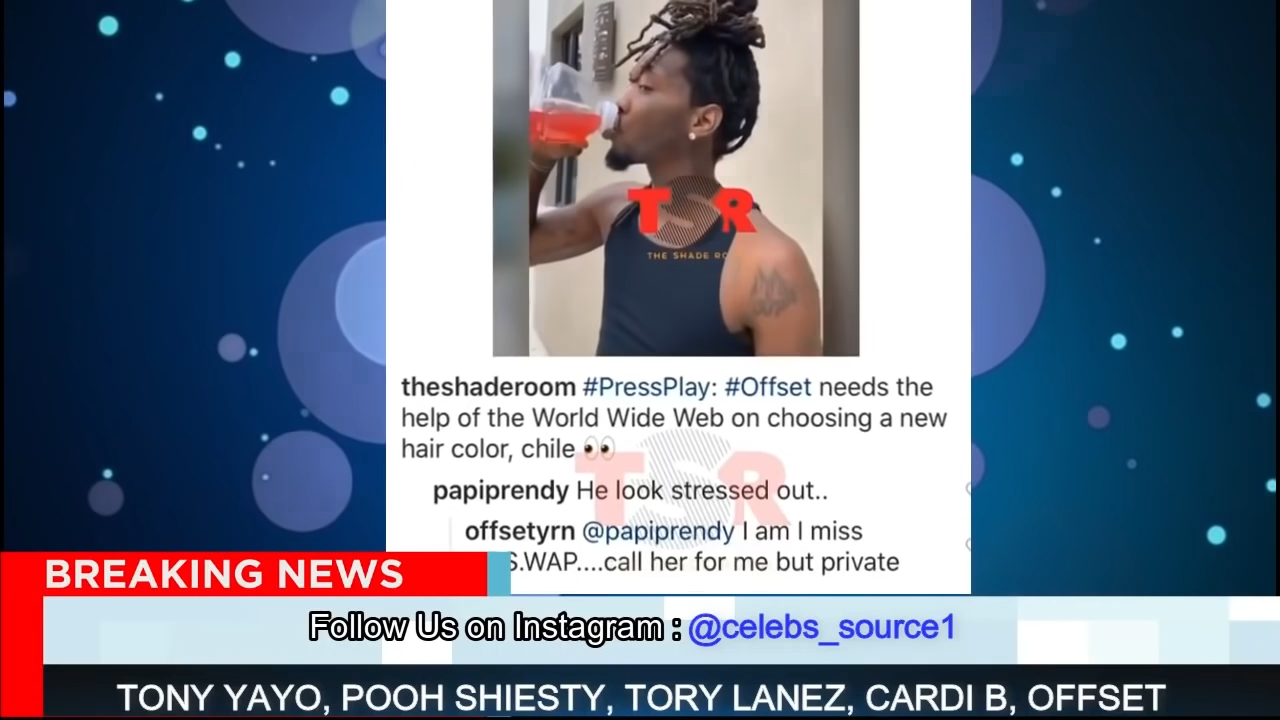 TSR
THE SHADE RO
theshaderoom #PressPlay: #Offset needs the
help of the World Wide Web on choosing a new
hair color, chile 👀
TSR
papiprendy He look stressed out..
offsetyrn @papiprendy I am I miss
S.WAP....call her for me but private
BREAKING NEWS
Follow Us on Instagram : @celebs_source1
TONY YAYO, POOH SHIESTY, TORY LANEZ, CARDI B, OFFSET